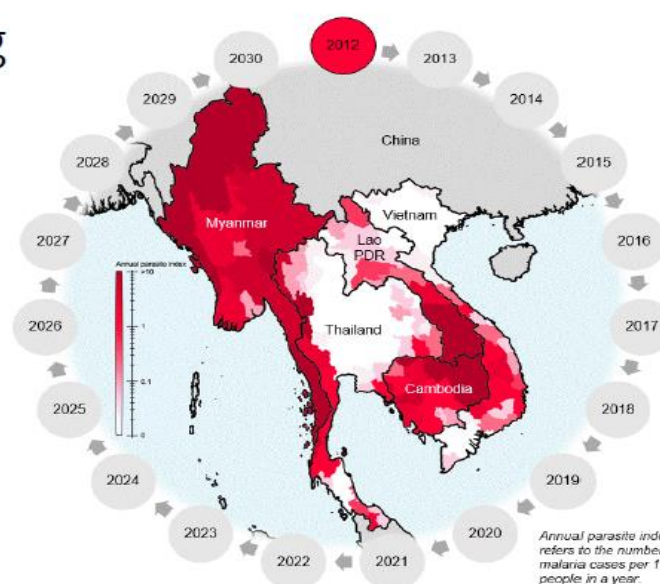 g
2012
2013
2014
2015
2016
2017
2018
2019
2020
2021
2022
2023
2024
2025
2026
2027
2028
2029
2030
China
Myanmar
Vietnam
Lao
PDR
Thailand
Cambodia
Annual parasite index
>10
1
0.1
0
Annual parasite inde
refers to the number
malaria cases per 1
people in a year.